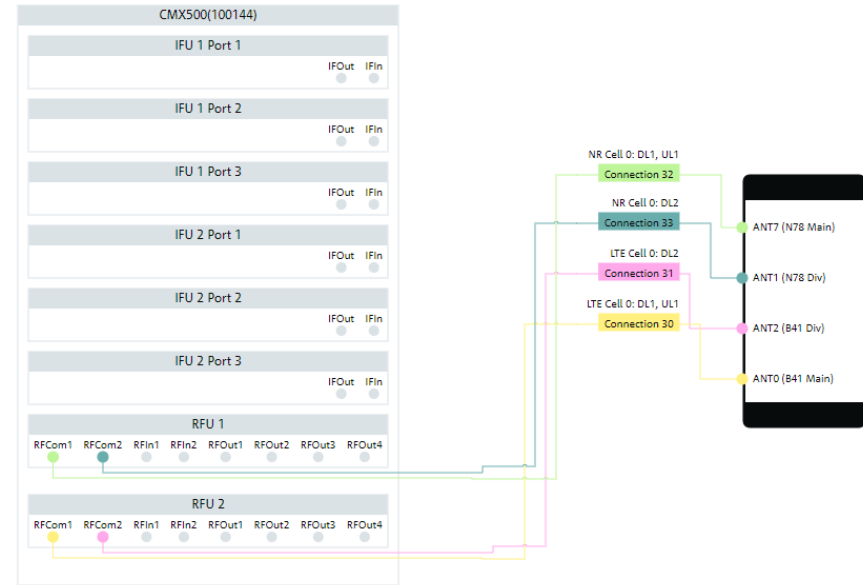 CMX500(100144)
IFU 1 Port 1
IFOut IFIn
IFU 1 Port 2
IFOut IFIn
IFU 1 Port 3
IFOut IFIn
IFU 2 Port 1
IFOut IFIn
IFU 2 Port 2
IFOut IFIn
IFU 2 Port 3
IFOut IFIn
RFU 1
RFCom1 RFCom2 RFIn1 RFIn2 RFOut1 RFOut2 RFOut3 RFOut4
RFU 2
RFCom1 RFCom2 RFIn1 RFIn2 RFOut1 RFOut2 RFOut3 RFOut4
NR Cell 0: DL1, UL1
Connection 32
NR Cell 0: DL2
Connection 33
LTE Cell 0: DL2
Connection 31
LTE Cell 0: DL1, UL1
Connection 30
ANT7 (N78 Main)
ANT1 (N78 Div)
ANT2 (B41 Div)
ANT0 (B41 Main)